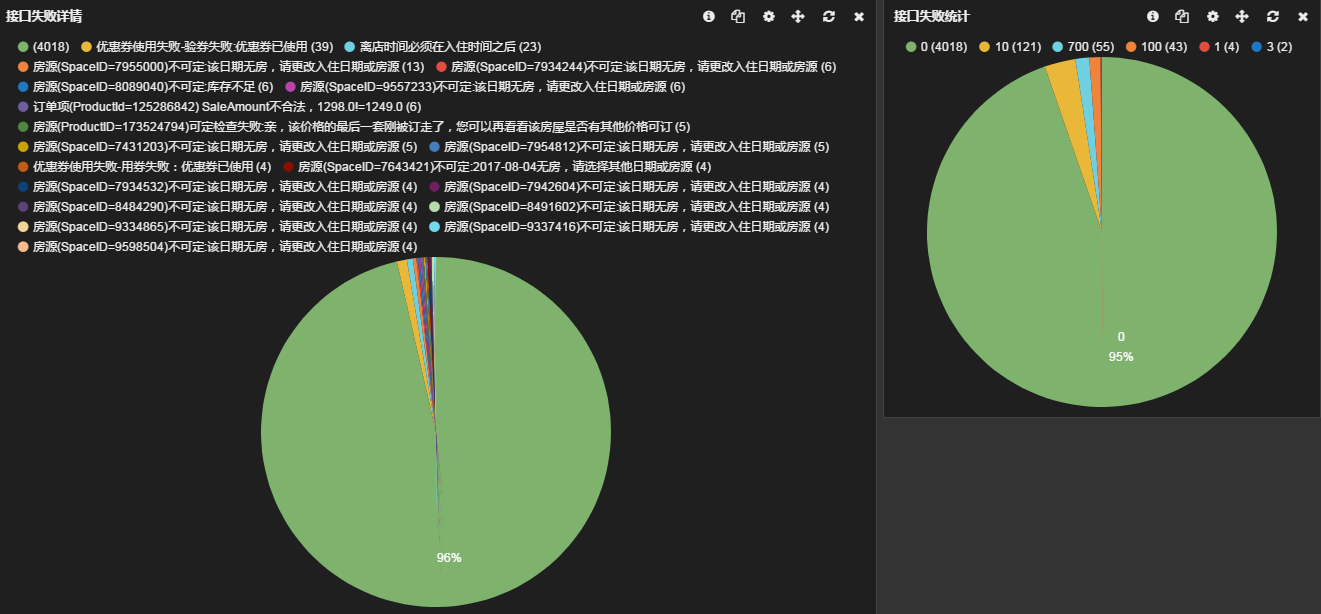 接口失败详情
(4018) 优惠券使用失败-验券失败:优惠券已使用 (39) 离店时间必须在入住时间之后 (23)
房源(SpaceID=7955000)不可定:该日期无房，请更改入住日期或房源 (13) 房源(SpaceID=7934244)不可定:该日期无房，请更改入住日期或房源 (6)
房源(SpaceID=8089040)不可定:库存不足 (6) 房源(SpaceID=9557233)不可定:该日期无房，请更改入住日期或房源 (6)
订单项(ProductId=125286842) SaleAmount不合法，1298.0!=1249.0 (6)
房源(ProductID=173524794)可定检查失败:亲，该价格的最后一套刚被订走了，您可以再看看该房屋是否有其他价格可订 (5)
房源(SpaceID=7431203)不可定:该日期无房，请更改入住日期或房源 (5) 房源(SpaceID=7954812)不可定:该日期无房，请更改入住日期或房源 (5)
优惠券使用失败-用券失败：优惠券已使用 (4) 房源(SpaceID=7643421)不可定:2017-08-04无房，请选择其他日期或房源 (4)
房源(SpaceID=7934532)不可定:该日期无房，请更改入住日期或房源 (4) 房源(SpaceID=7942604)不可定:该日期无房，请更改入住日期或房源 (4)
房源(SpaceID=8484290)不可定:该日期无房，请更改入住日期或房源 (4) 房源(SpaceID=8491602)不可定:该日期无房，请更改入住日期或房源 (4)
房源(SpaceID=9334865)不可定:该日期无房，请更改入住日期或房源 (4) 房源(SpaceID=9337416)不可定:该日期无房，请更改入住日期或房源 (4)
房源(SpaceID=9598504)不可定:该日期无房，请更改入住日期或房源 (4)
96%
接口失败统计
0 (4018) 10 (121) 700 (55) 100 (43) 1 (4) 3 (2)
0
95%